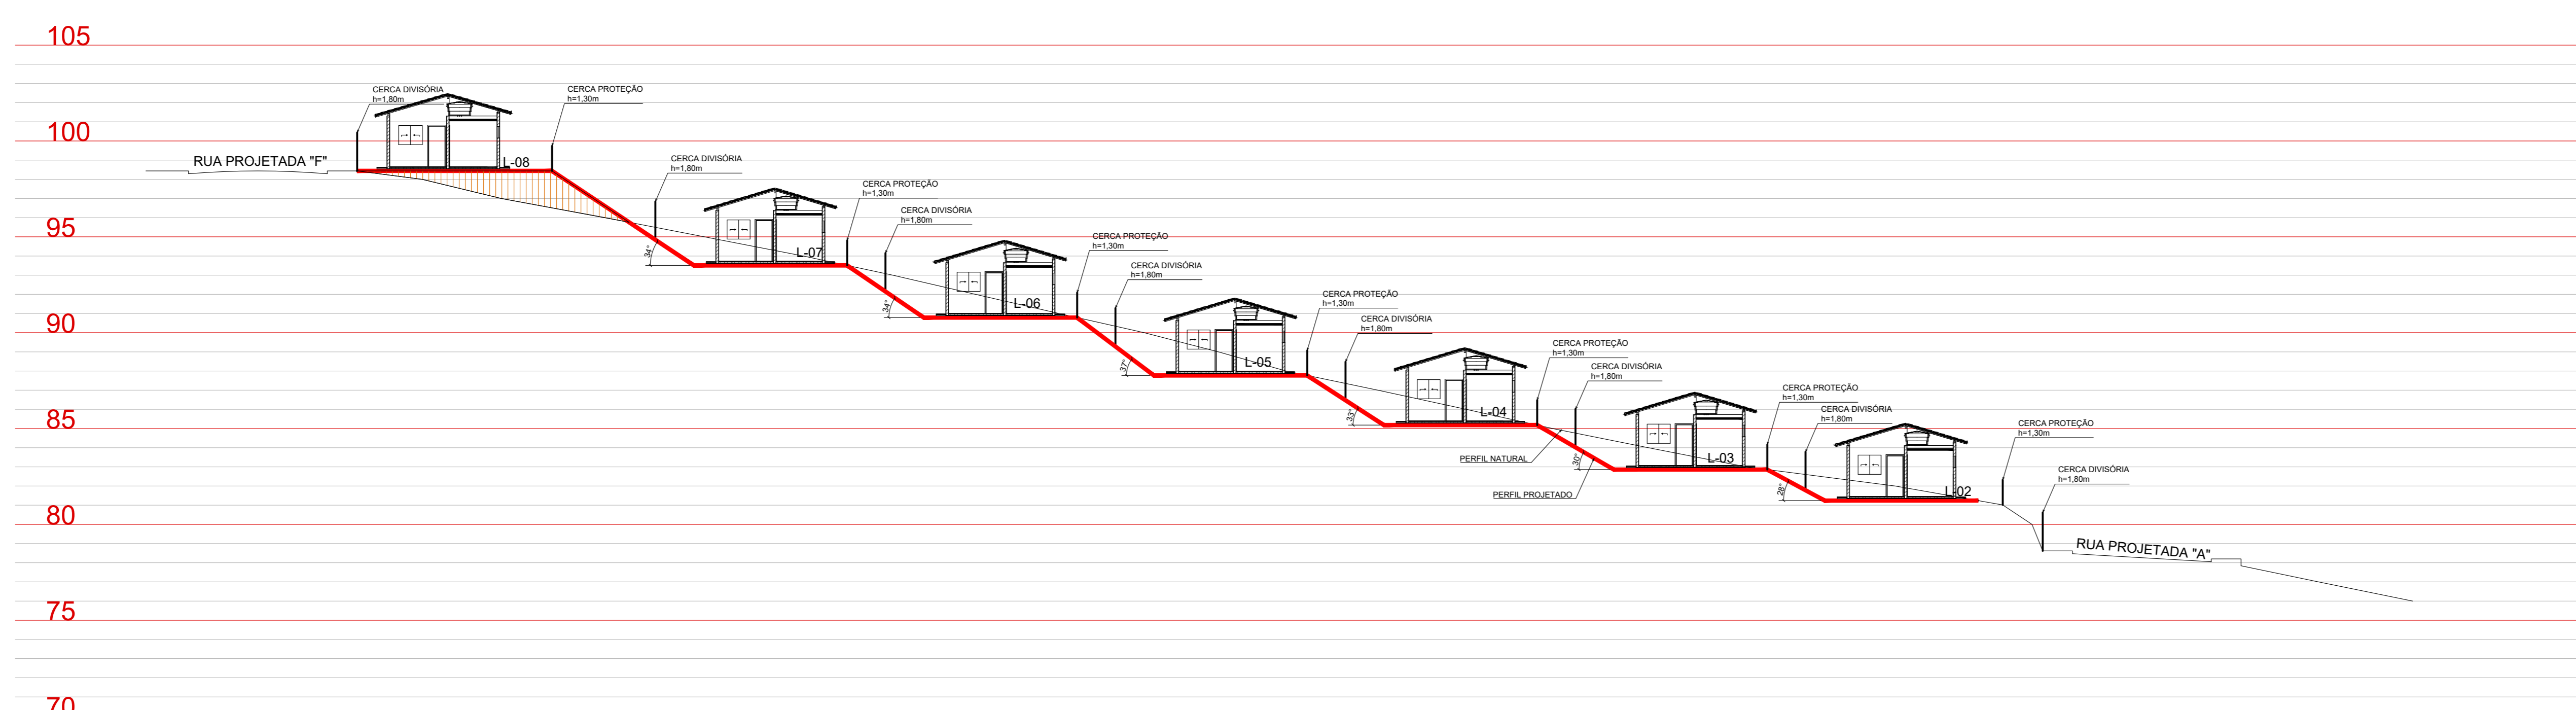 105
CERCA DIVISÓRIA
h=1,80m
CERCA PROTEÇÃO
h=1,30m
100
RUA PROJETADA "F"
L-08
CERCA DIVISÓRIA
h=1,80m
CERCA PROTEÇÃO
h=1,30m
CERCA DIVISÓRIA
h=1,80m
95
34°
L-07
CERCA PROTEÇÃO
h=1,30m
CERCA DIVISÓRIA
h=1,80m
34°
L-06
CERCA PROTEÇÃO
h=1,30m
CERCA DIVISÓRIA
h=1,80m
90
37°
L-05
CERCA PROTEÇÃO
h=1,30m
CERCA DIVISÓRIA
h=1,80m
85
33°
L-04
CERCA PROTEÇÃO
h=1,30m
CERCA DIVISÓRIA
h=1,80m
PERFIL NATURAL
30°
L-03
CERCA PROTEÇÃO
h=1,30m
CERCA DIVISÓRIA
h=1,80m
PERFIL PROJETADO
28°
L-02
80
RUA PROJETADA "A"
75
70